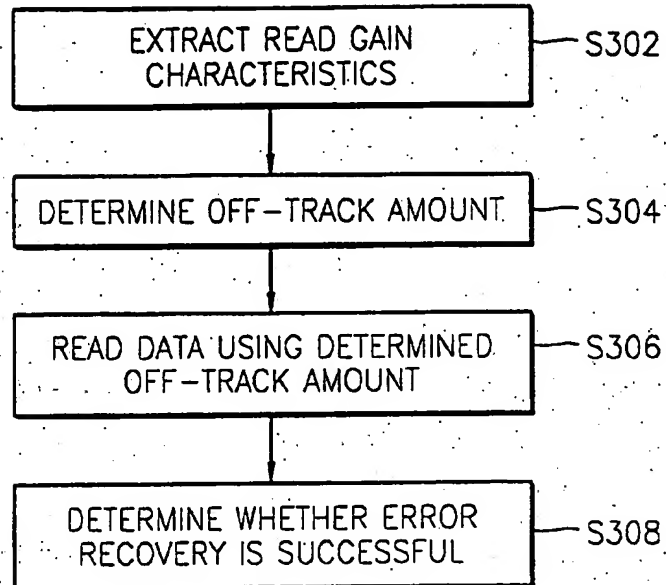 EXTRACT READ GAIN
CHARACTERISTICS
S302
DETERMINE OFF-TRACK AMOUNT
S304
READ DATA USING DETERMINED
OFF-TRACK AMOUNT
S306
DETERMINE WHETHER ERROR
RECOVERY IS SUCCESSFUL
S308